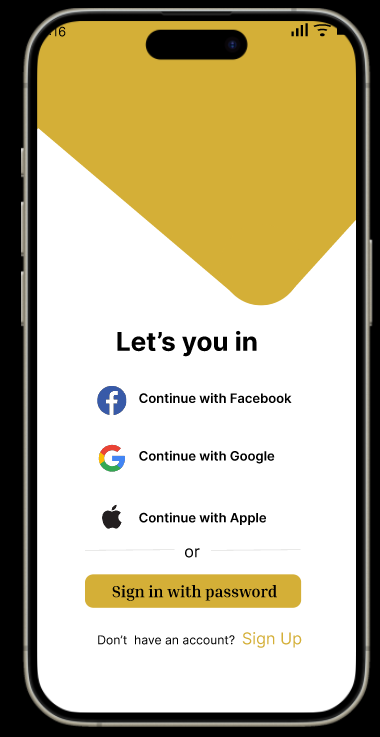 16
Let's you in
Continue with Facebook
Continue with Google
Continue with Apple
or
Sign in with password
Don't have an account? Sign Up